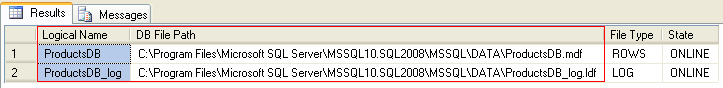 Results Messages
Logical Name DB File Path File Type State
1 ProductsDB C:\Program Files\Microsoft SQL Server\MSSQL10.SQL2008\MSSQL\DATA\ProductsDB.mdf ROWS ONLINE
2 ProductsDB_log C:\Program Files\Microsoft SQL Server\MSSQL10.SQL2008\MSSQL\DATA\ProductsDB_log.ldf LOG ONLINE